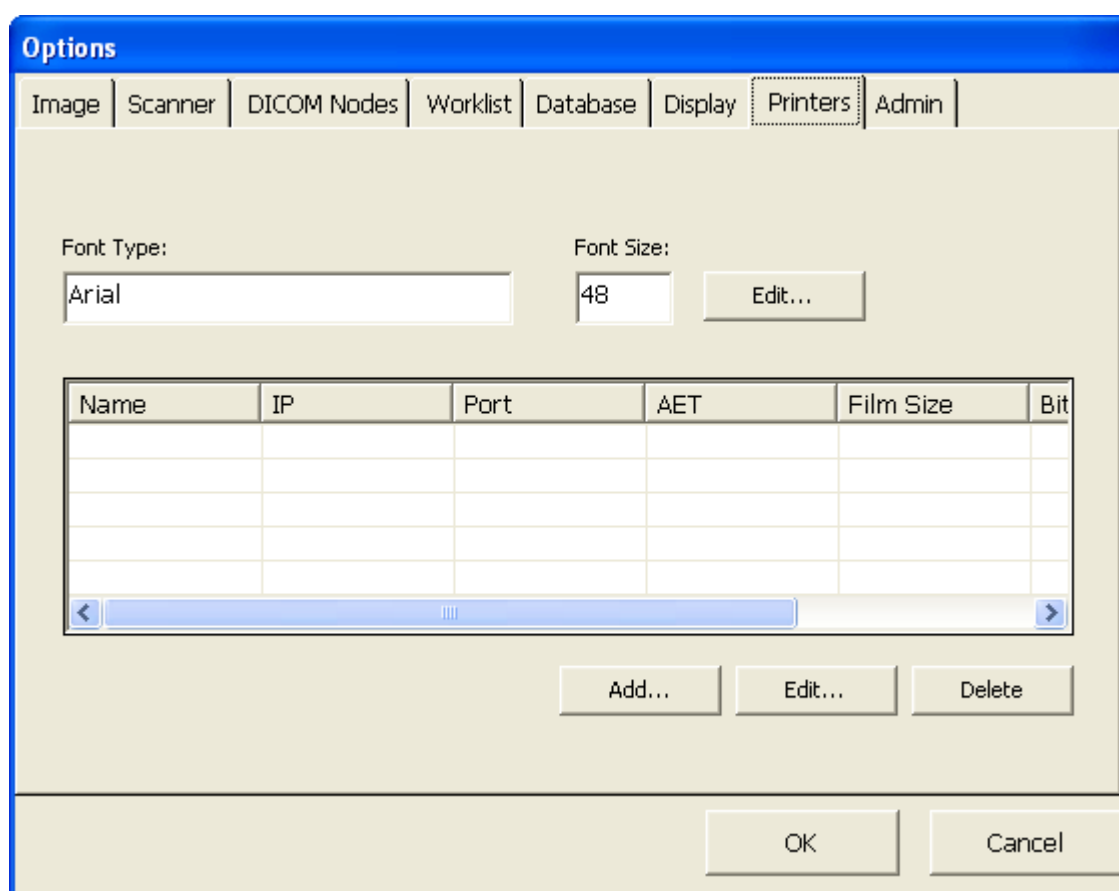 Options
Image Scanner DICOM Nodes Worklist Database Display Printers Admin
Font Type: Font Size:
Arial 48 Edit...
Name IP Port AET Film Size Bit
Add... Edit... Delete
OK Cancel